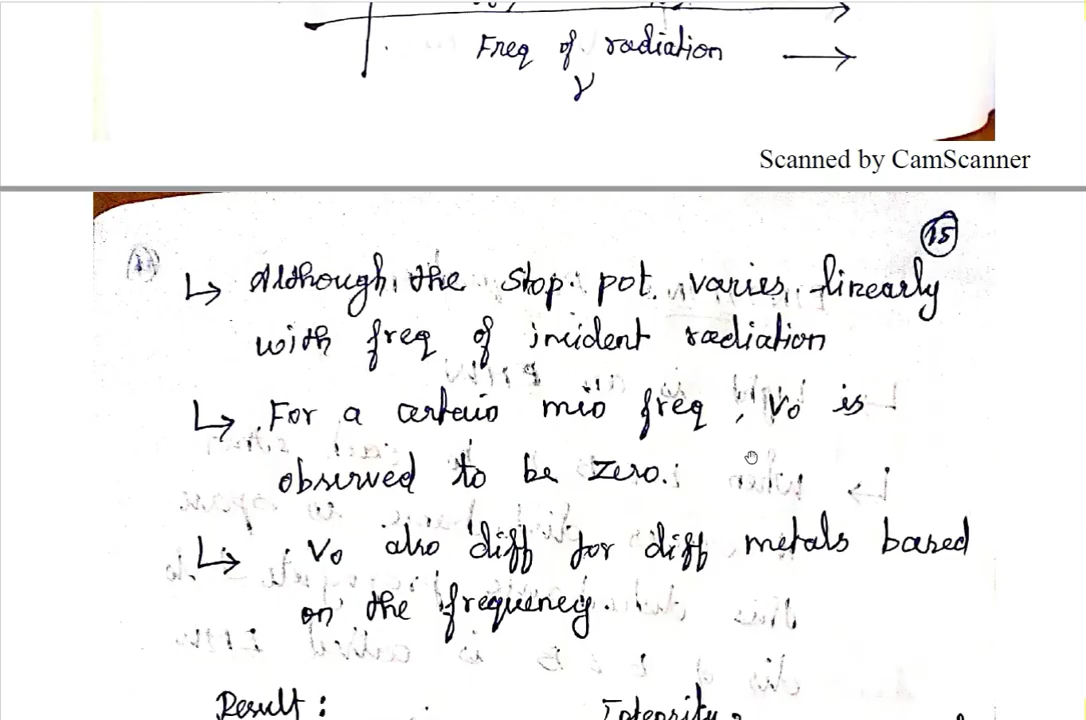 Freq of radiation
γ
Scanned by CamScanner
15
↳ Although the stop. pot. varies linearly
with freq of incident radiation
↳ For a certain min freq, V₀ is
observed to be zero.
↳ V₀ also diff for diff metals based
on the frequency.
Result : Intensity :